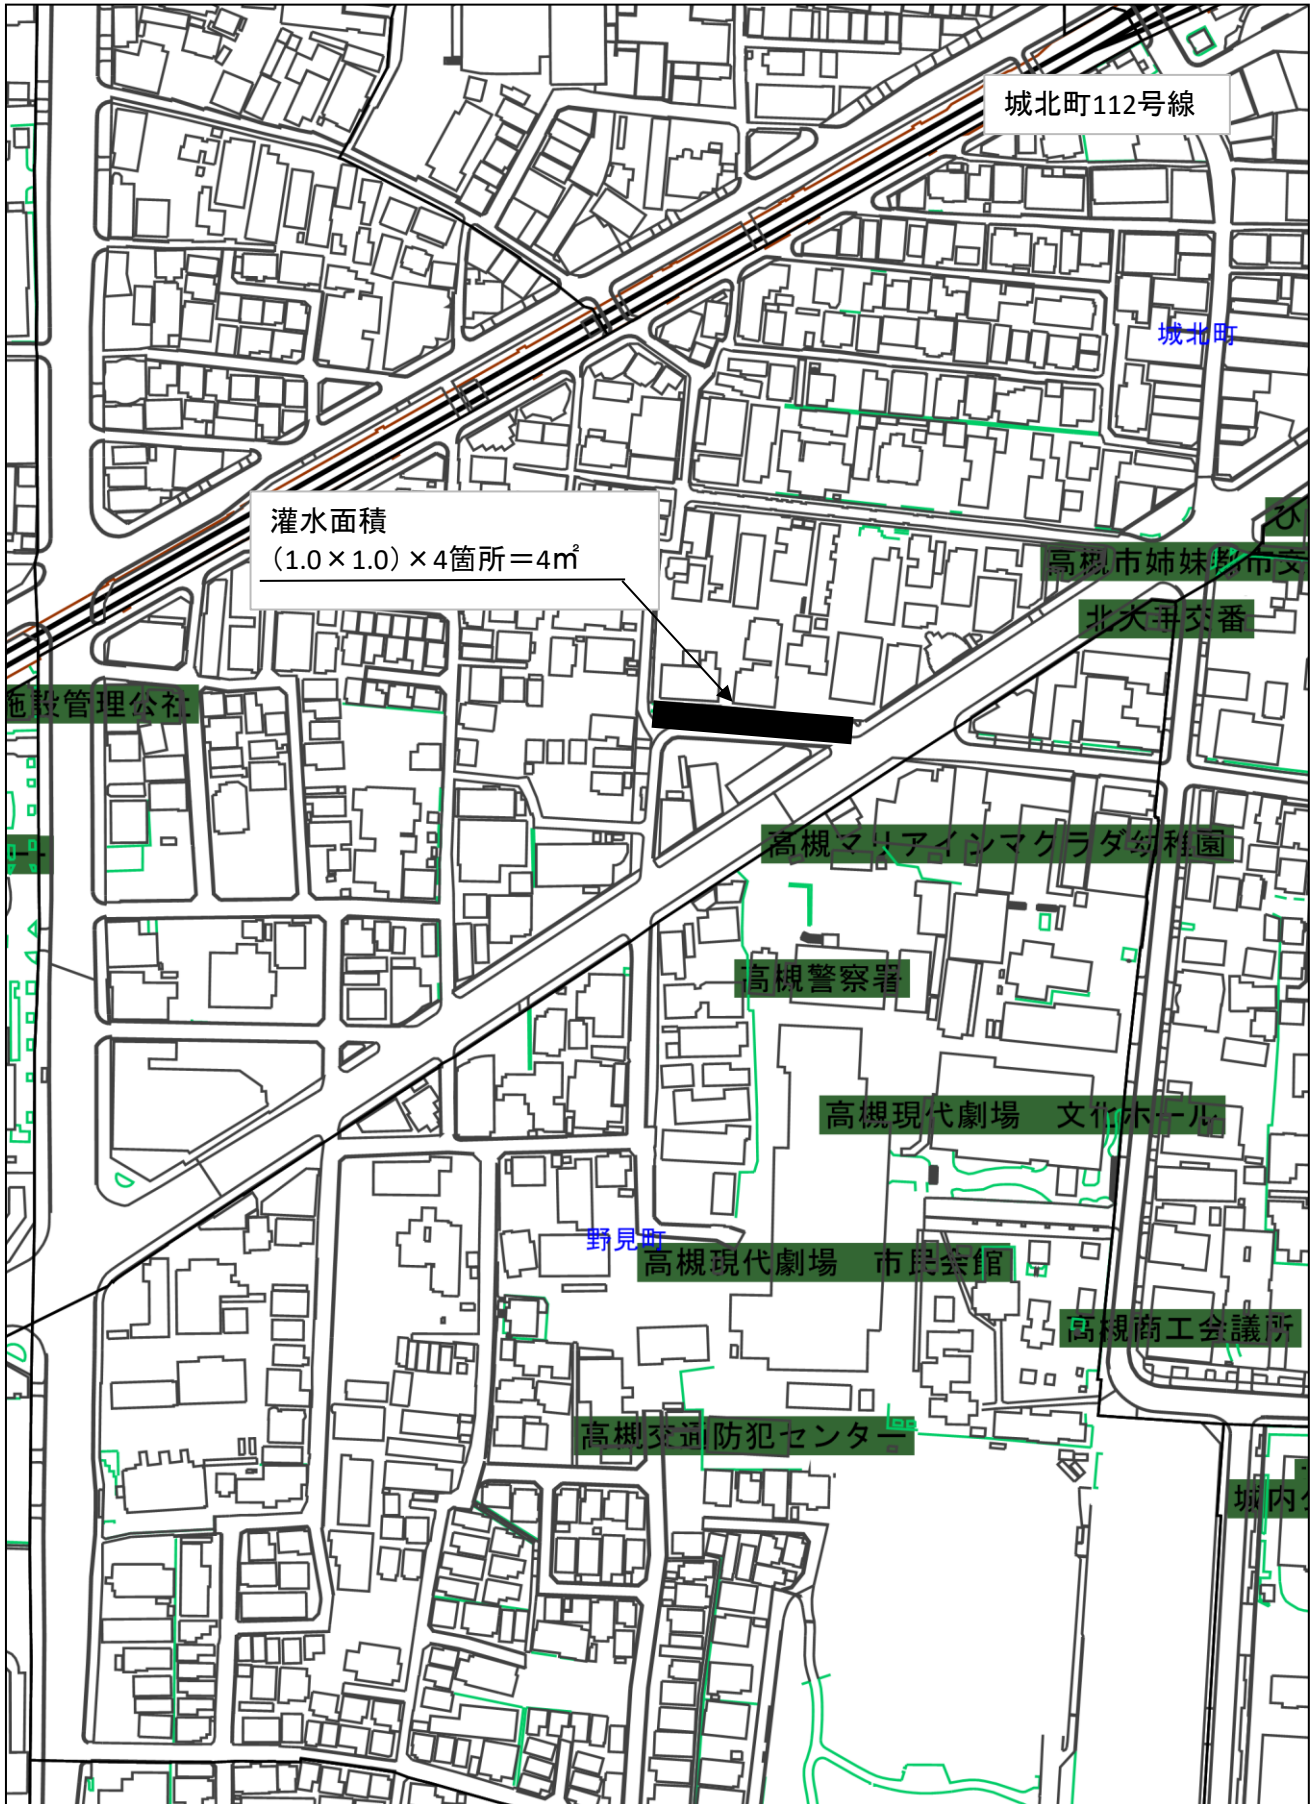 城北町112号線
城北町
灌水面積
(1.0×1.0)×4箇所＝4㎡
ひ
高槻市姉妹都市交
北大手交番
施設管理公社
ー
高槻マリアインマクラダ幼稚園
高槻警察署
高槻現代劇場　文化ホール
野見町
高槻現代劇場　市民会館
高槻商工会議所
高槻交通防犯センター
城内公